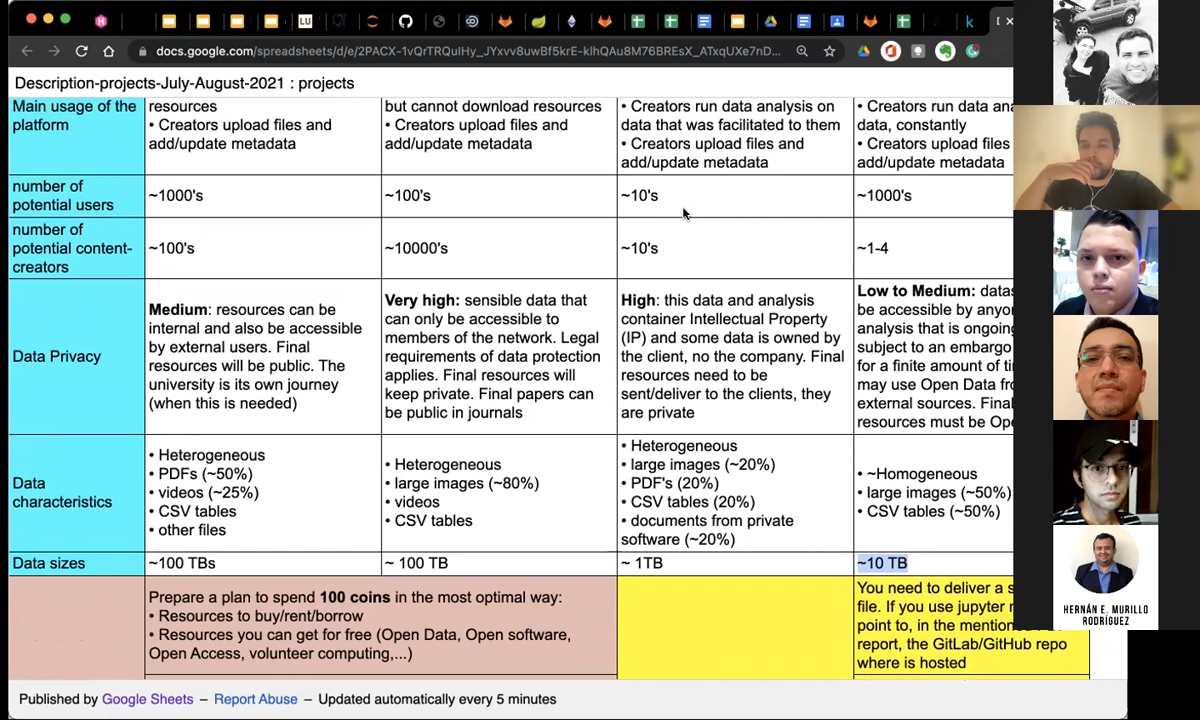 docs.google.com/spreadsheets/d/e/2PACX-1vQrTRQulHy_JYxvv8uwBf5krE-klhQAu8M76BREsX_ATxqUXe7nD...
Description-projects-July-August-2021 : projects
Main usage of the
platform
resources
• Creators upload files and
add/update metadata
but cannot download resources
• Creators upload files and
add/update metadata
• Creators run data analysis on
data that was facilitated to them
• Creators upload files and
add/update metadata
• Creators run data ana
data, constantly
• Creators upload files
add/update metadata
number of
potential users
~1000's
~100's
~10's
~1000's
number of
potential content-
creators
~100's
~10000's
~10's
~1-4
Data Privacy
Medium: resources can be
internal and also be accessible
by external users. Final
resources will be public. The
university is its own journey
(when this is needed)
Very high: sensible data that
can only be accessible to
members of the network. Legal
requirements of data protection
applies. Final resources will
keep private. Final papers can
be public in journals
High: this data and analysis
container Intellectual Property
(IP) and some data is owned by
the client, no the company. Final
resources need to be
sent/deliver to the clients, they
are private
Low to Medium: datas
be accessible by anyor
analysis that is ongoing
subject to an embargo
for a finite amount of tim
may use Open Data fro
external sources. Final
resources must be Ope
Data
characteristics
• Heterogeneous
• PDFs (~50%)
• videos (~25%)
• CSV tables
• other files
• Heterogeneous
• large images (~80%)
• videos
• CSV tables
• Heterogeneous
• large images (~20%)
• PDF's (20%)
• CSV tables (20%)
• documents from private
software (~20%)
• ~Homogeneous
• large images (~50%)
• CSV tables (~50%)
Data sizes
~100 TBs
~ 100 TB
~ 1TB
~10 TB
Prepare a plan to spend 100 coins in the most optimal way:
• Resources to buy/rent/borrow
• Resources you can get for free (Open Data, Open software,
Open Access, volunteer computing,...)
You need to deliver a s
file. If you use jupyter n
point to, in the mentione
report, the GitLab/GitHub repo
where is hosted
Published by Google Sheets – Report Abuse – Updated automatically every 5 minutes
HERNÁN E. MURILLO
RODRÍGUEZ